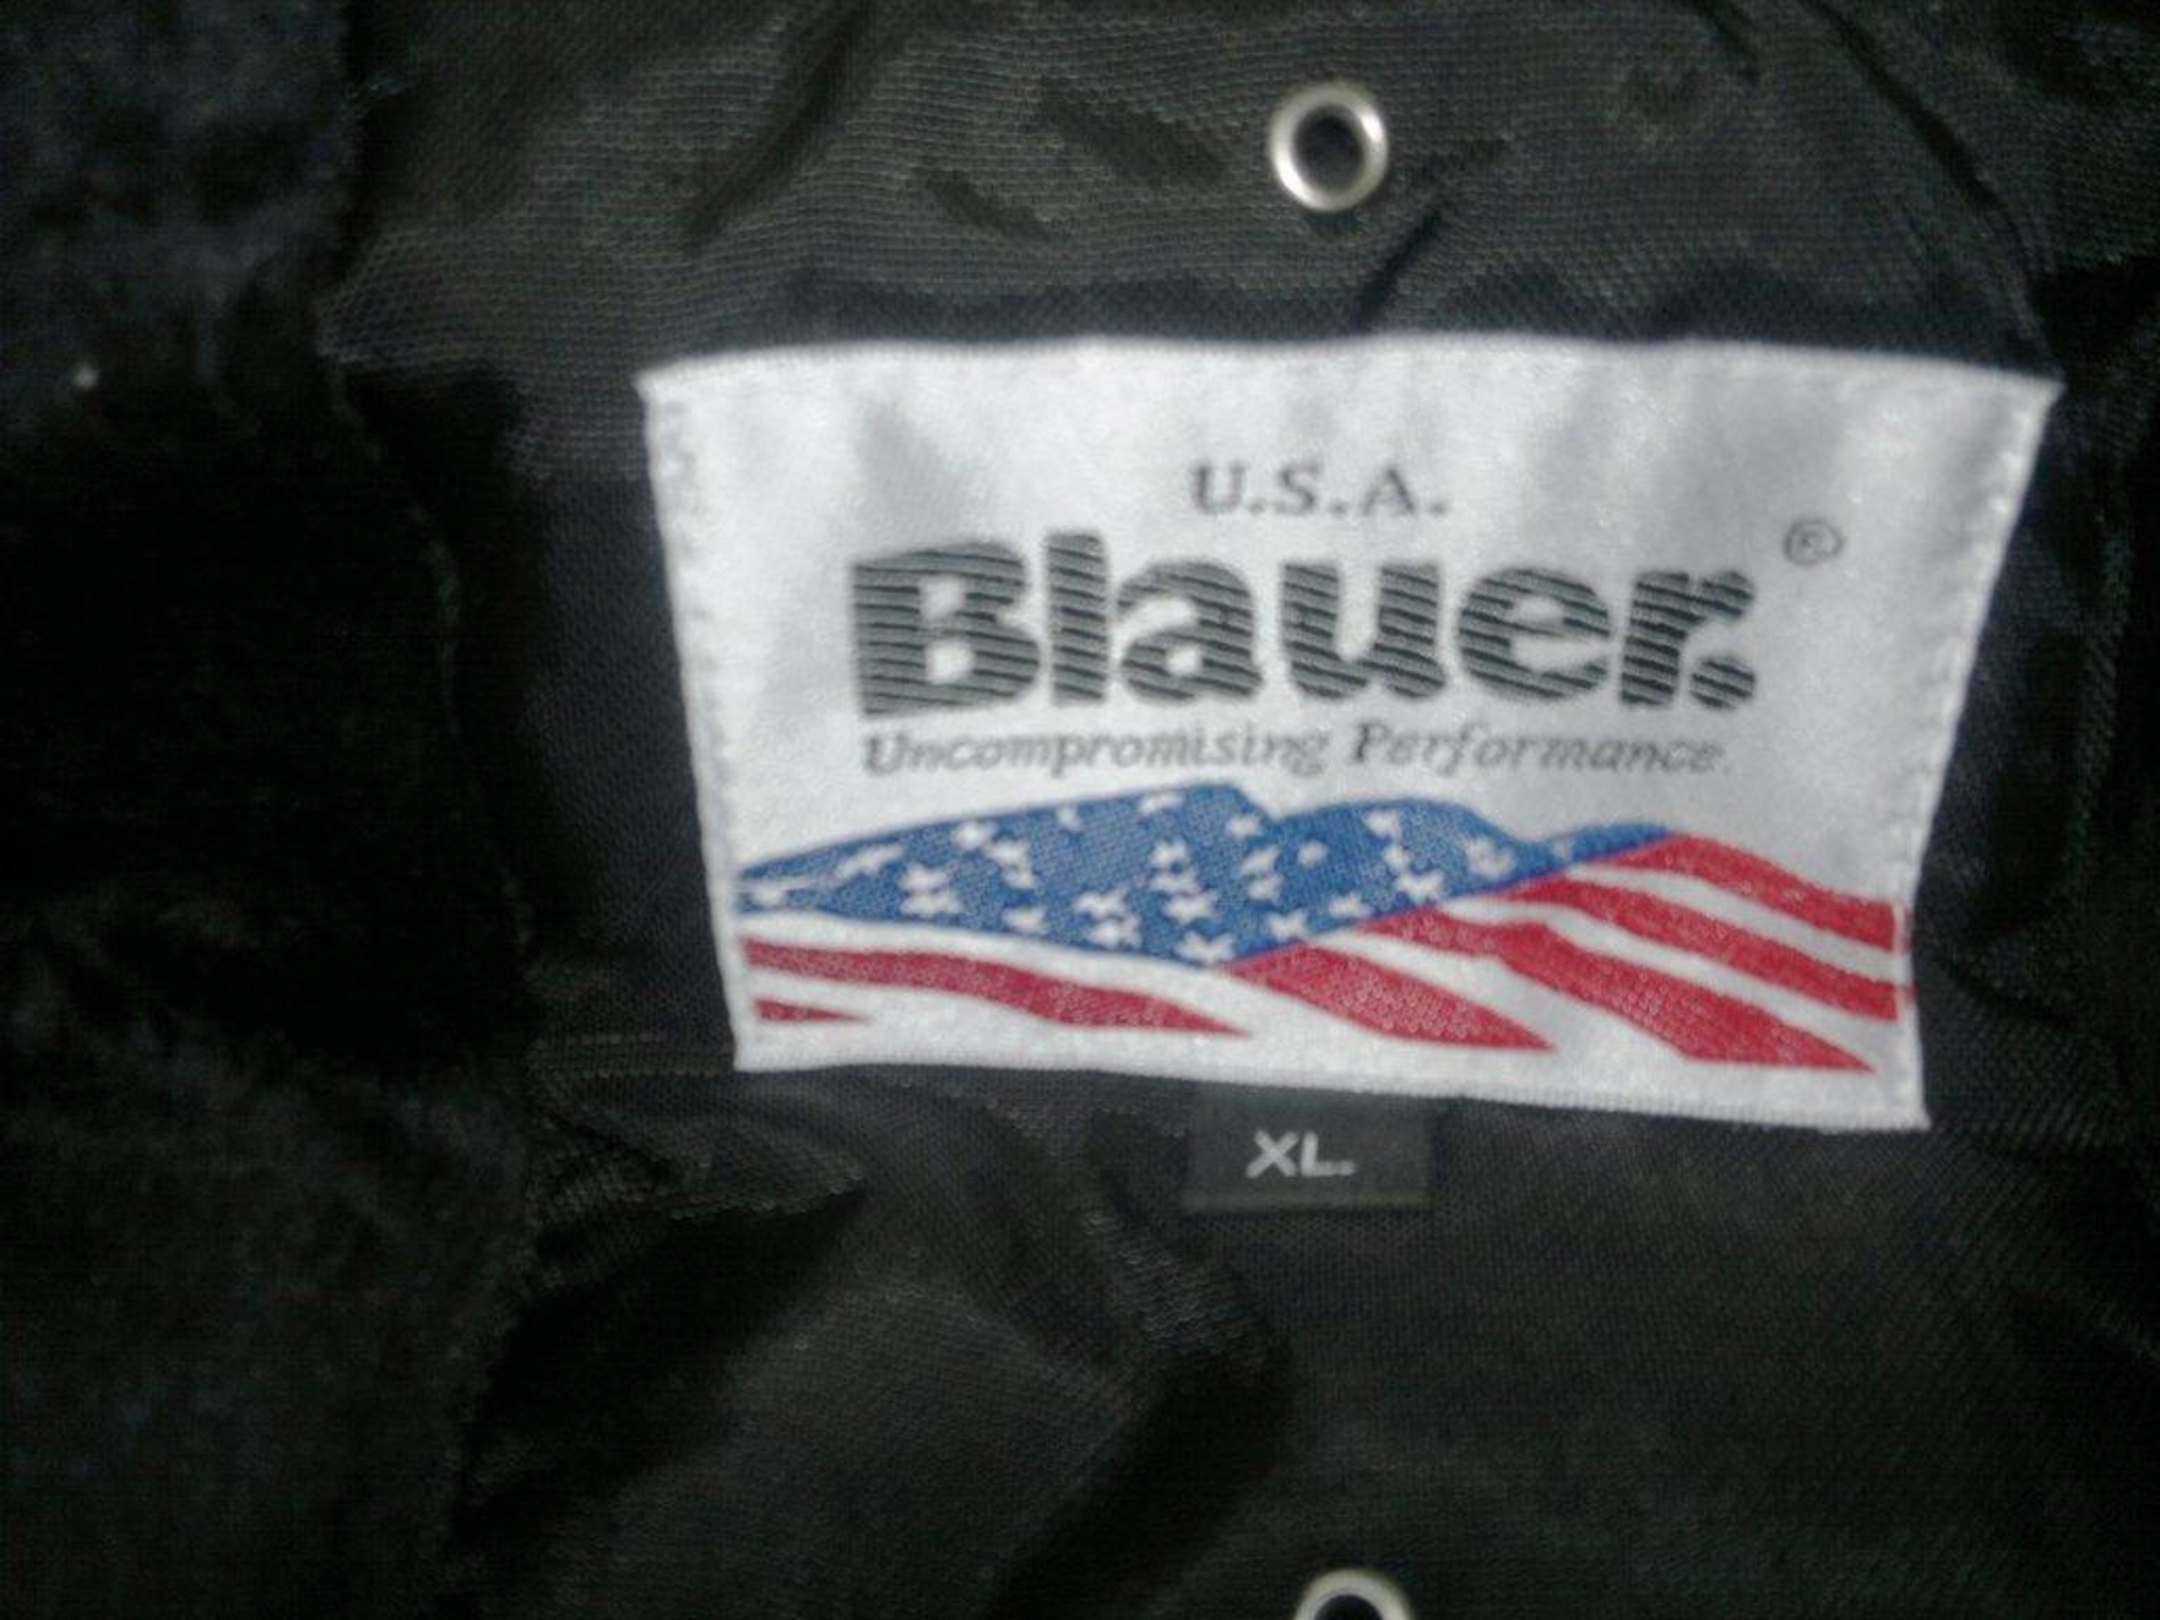 U.S.A.
Blauer. ®
Uncompromising Performance.
XL